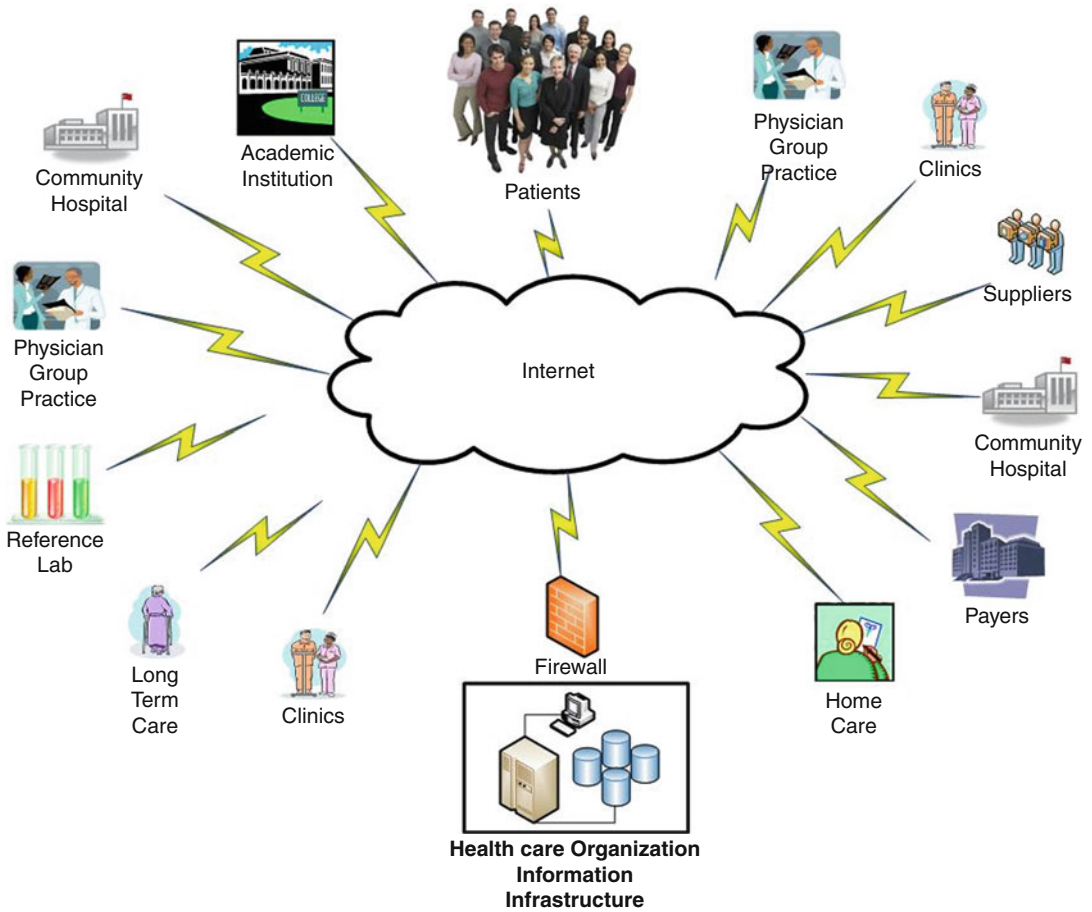 COLLEGE
Academic
Institution
Patients
Physician
Group
Practice
Clinics
Community
Hospital
Suppliers
Physician
Group
Practice
Internet
Community
Hospital
Reference
Lab
Payers
Long
Term
Care
Clinics
Firewall
Home
Care
Health care Organization
Information
Infrastructure